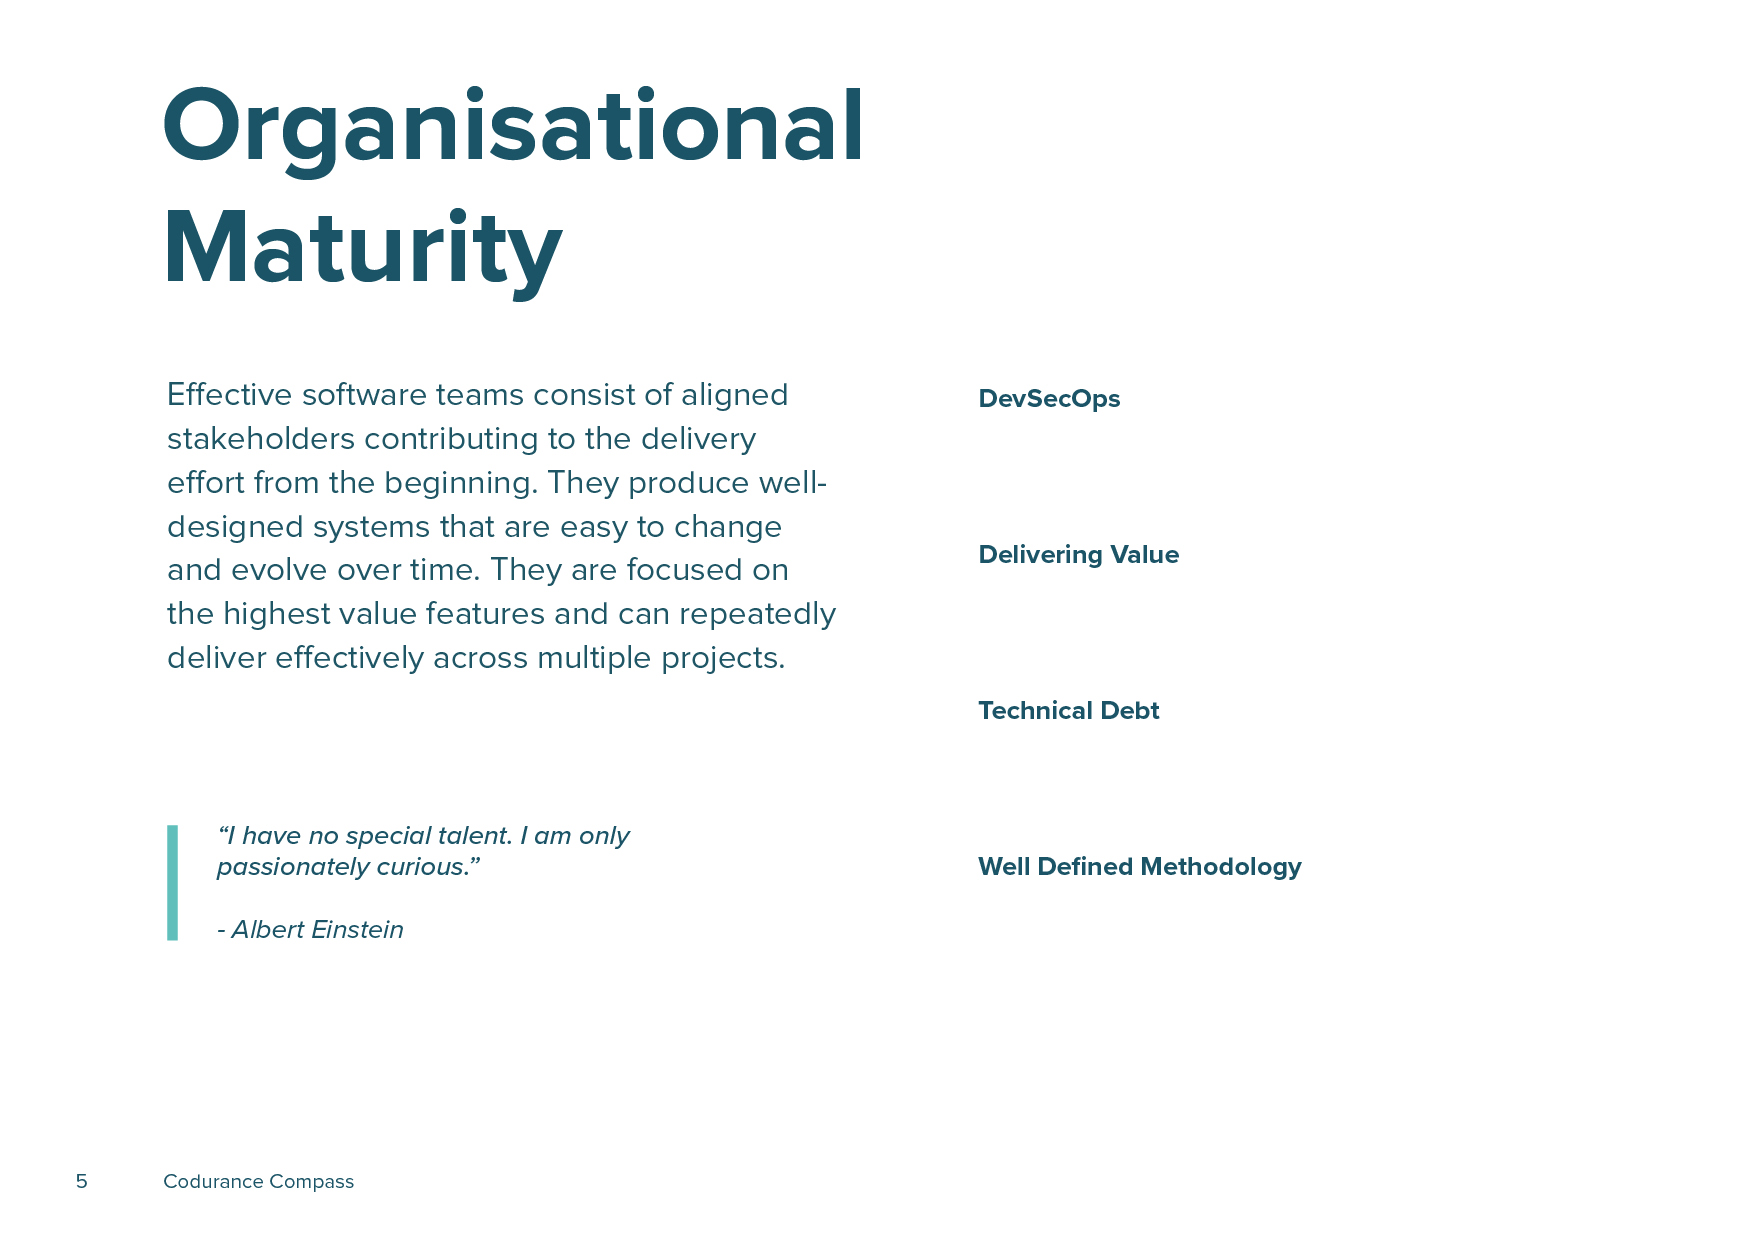 Organisational
Maturity
Effective software teams consist of aligned
stakeholders contributing to the delivery
effort from the beginning. They produce well-
designed systems that are easy to change
and evolve over time. They are focused on
the highest value features and can repeatedly
deliver effectively across multiple projects.
“I have no special talent. I am only
passionately curious.”
- Albert Einstein
DevSecOps
Delivering Value
Technical Debt
Well Defined Methodology
5 Codurance Compass